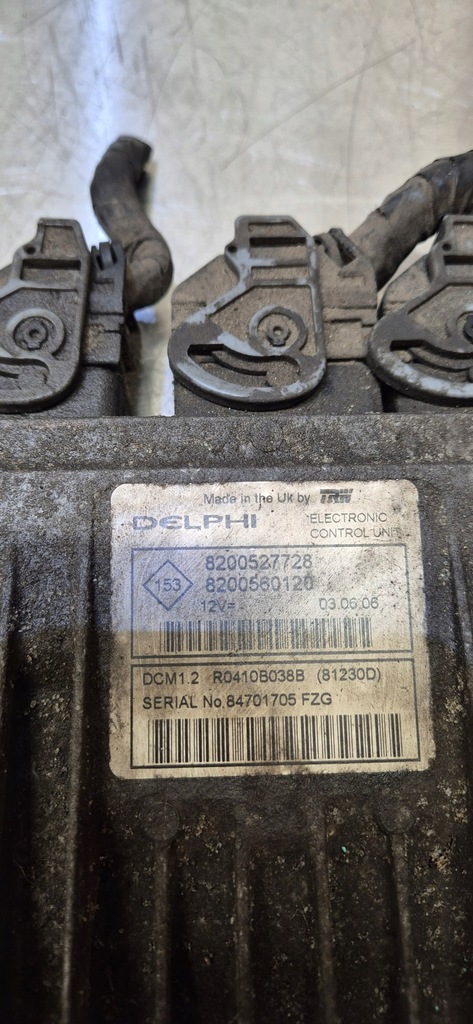 Made in the Uk by TRW
DELPHI
ELECTRONIC
CONTROL UNIT
8200527728
153
8200560120
12V= 03.06.06
DCM1.2 R0410B038B (81230D)
SERIAL No.84701705 FZG